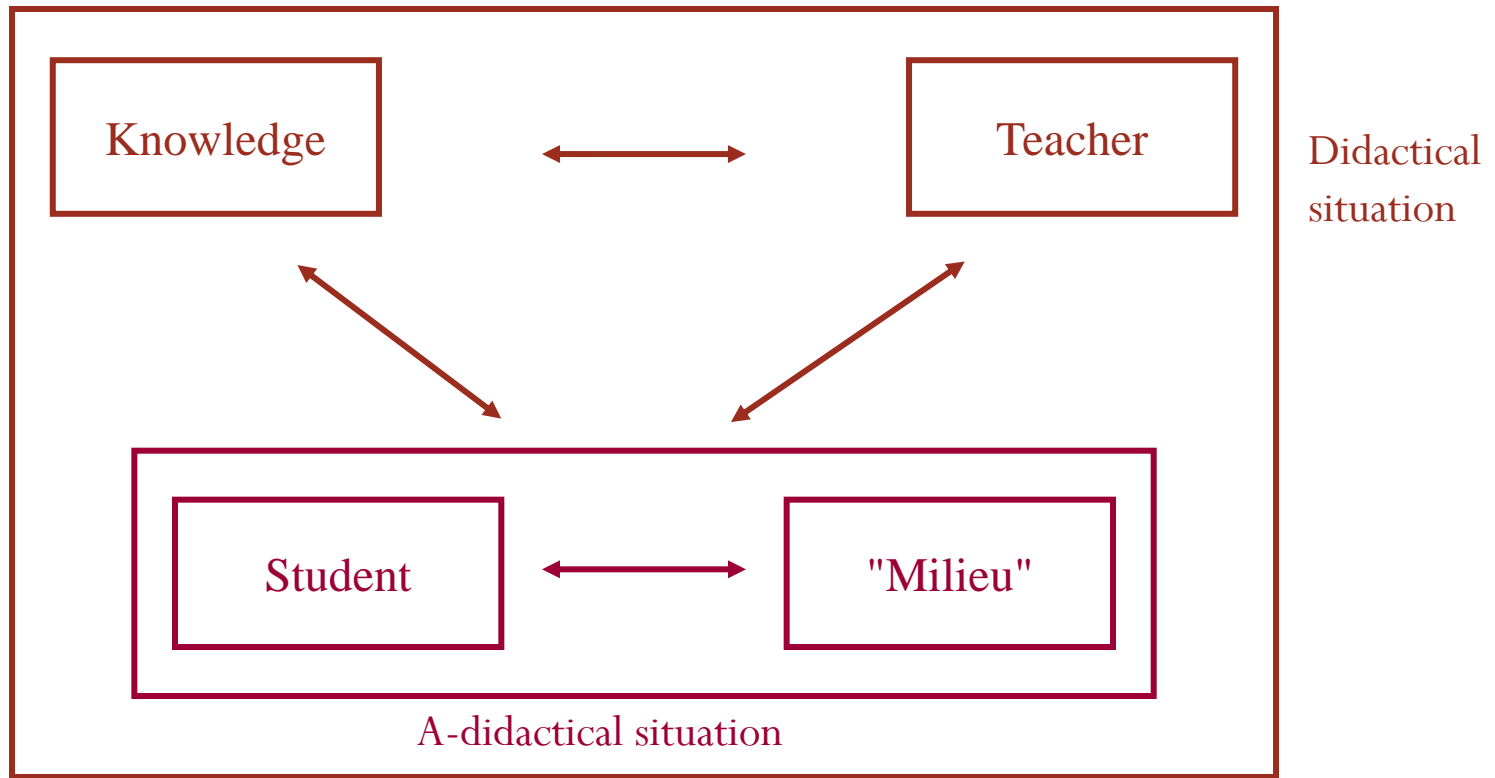 Knowledge
Teacher
Didactical
situation
Student
"Milieu"
A-didactical situation